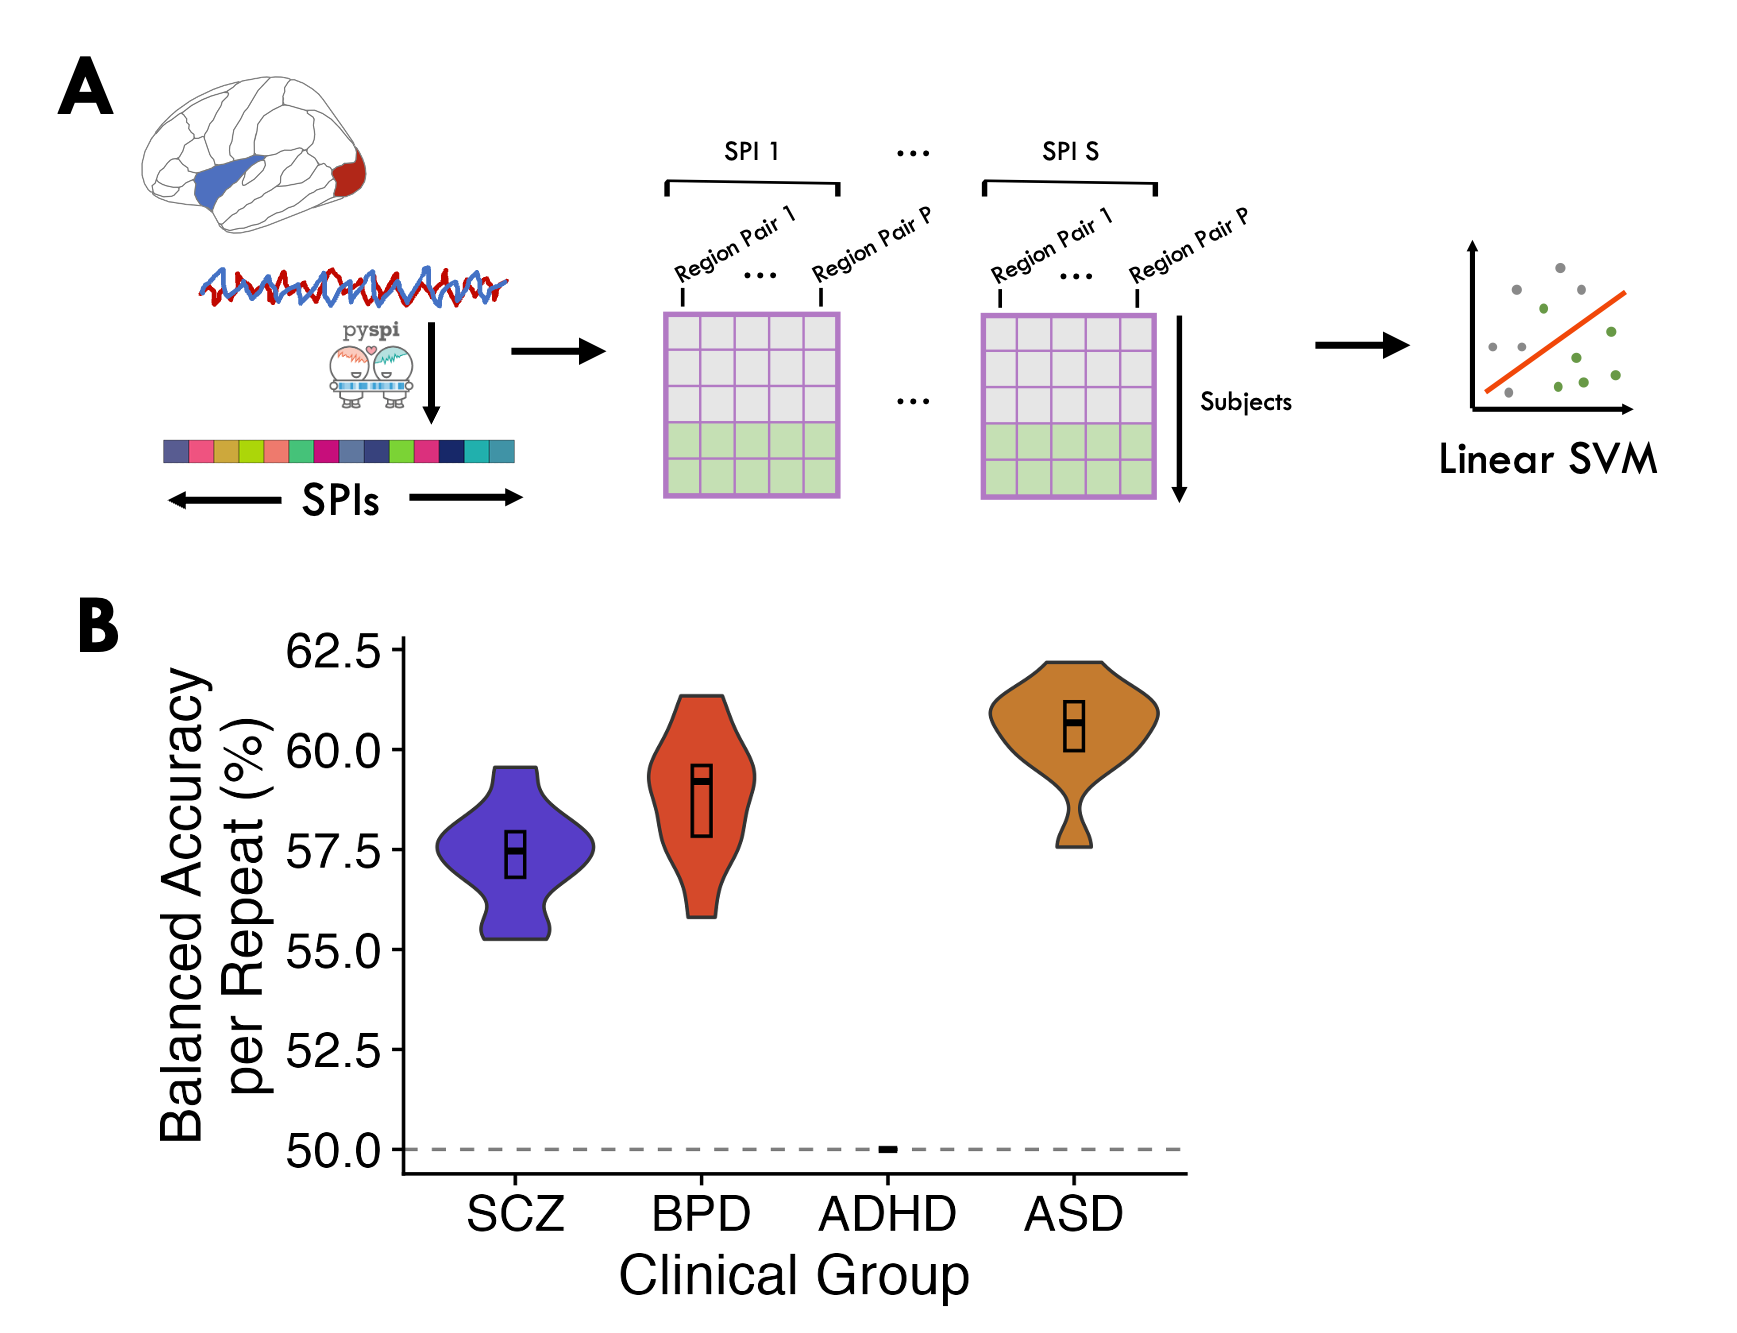 A
SPI 1 ... SPI S
Region Pair 1 ... Region Pair P
Region Pair 1 ... Region Pair P
pyspi
...
Subjects
SPIs
Linear SVM
B
Balanced Accuracy
per Repeat (%)
62.5
60.0
57.5
55.0
52.5
50.0
SCZ BPD ADHD ASD
Clinical Group